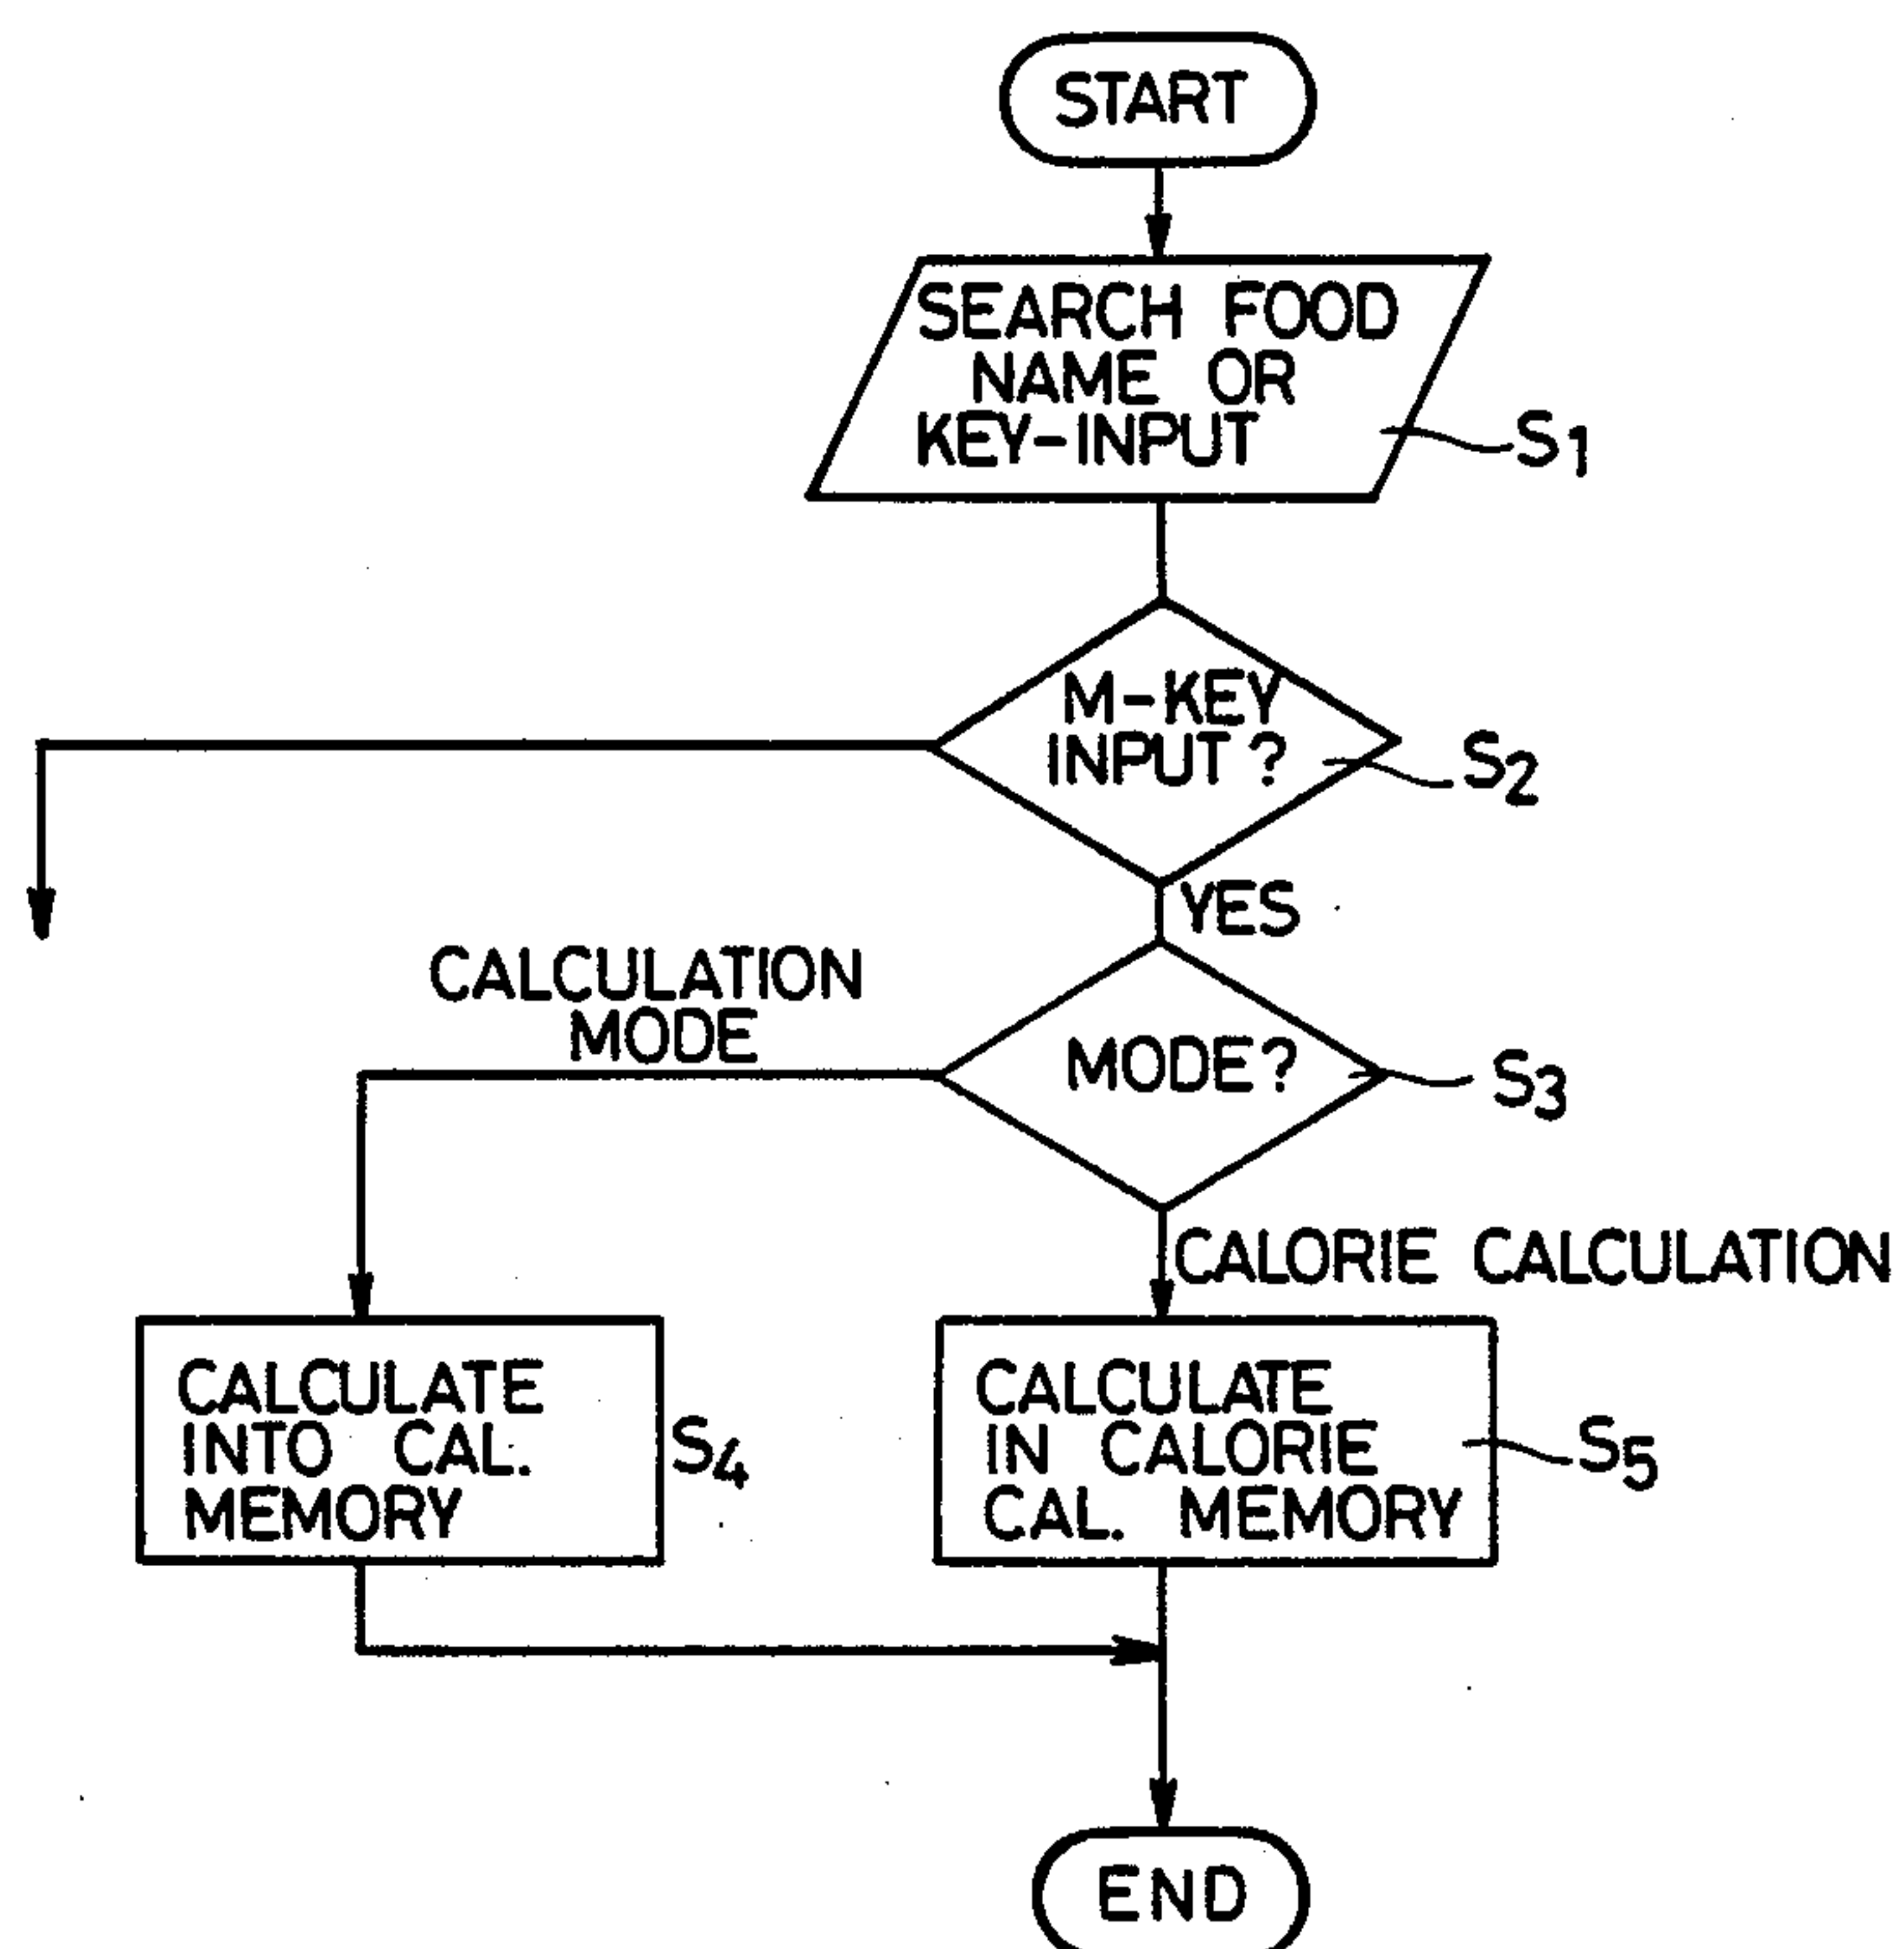 START
SEARCH FOOD
NAME OR
KEY-INPUT
S1
M-KEY
INPUT?
S2
YES
CALCULATION
MODE
MODE?
S3
CALORIE CALCULATION
CALCULATE
INTO CAL.
MEMORY
S4
CALCULATE
IN CALORIE
CAL. MEMORY
S5
END